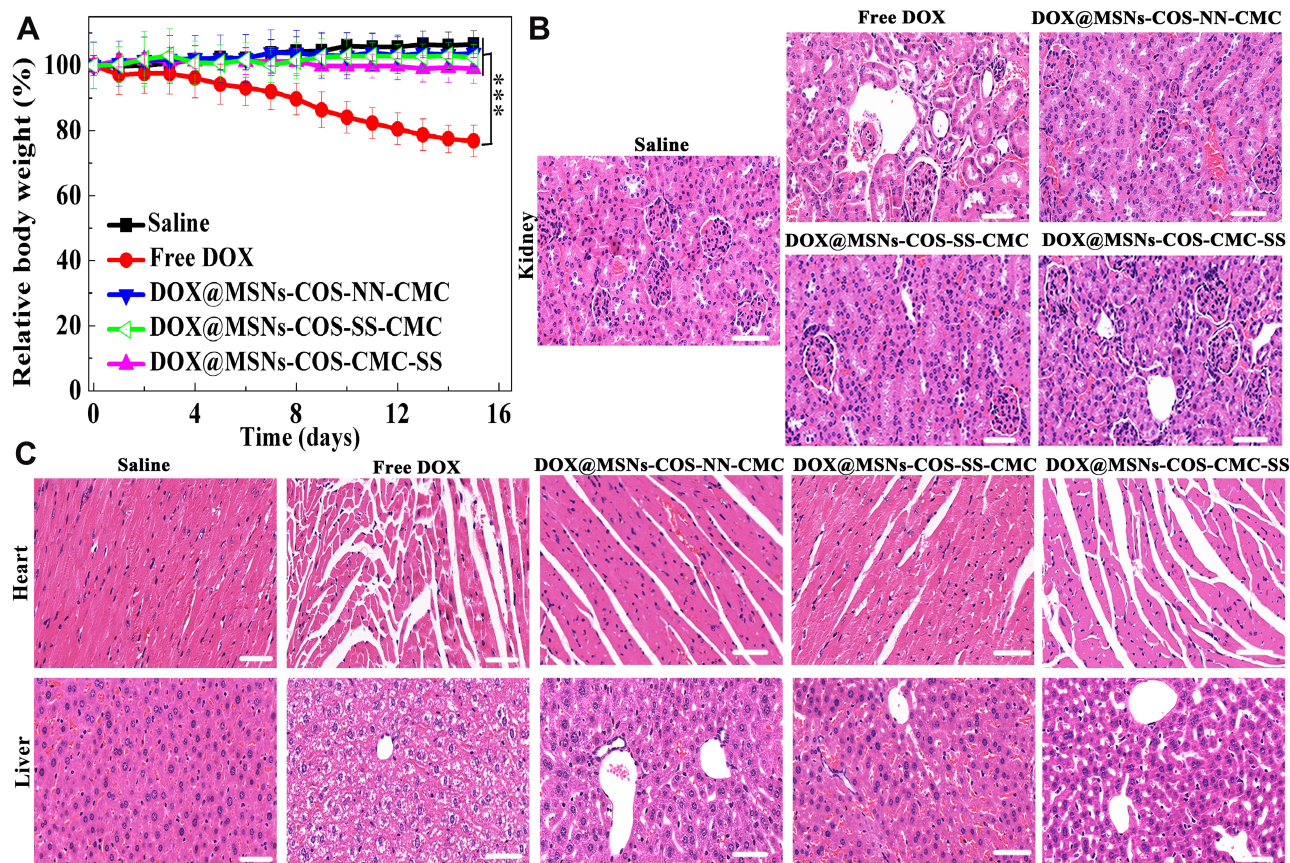 A
Relative body weight (%)
100
80
60
40
20
0
0 4 8 12 16
Time (days)
***
Saline
Free DOX
DOX@MSNs-COS-NN-CMC
DOX@MSNs-COS-SS-CMC
DOX@MSNs-COS-CMC-SS
B
Kidney
Saline
Free DOX
DOX@MSNs-COS-NN-CMC
DOX@MSNs-COS-SS-CMC
DOX@MSNs-COS-CMC-SS
C
Saline
Free DOX
DOX@MSNs-COS-NN-CMC
DOX@MSNs-COS-SS-CMC
DOX@MSNs-COS-CMC-SS
Heart
Liver